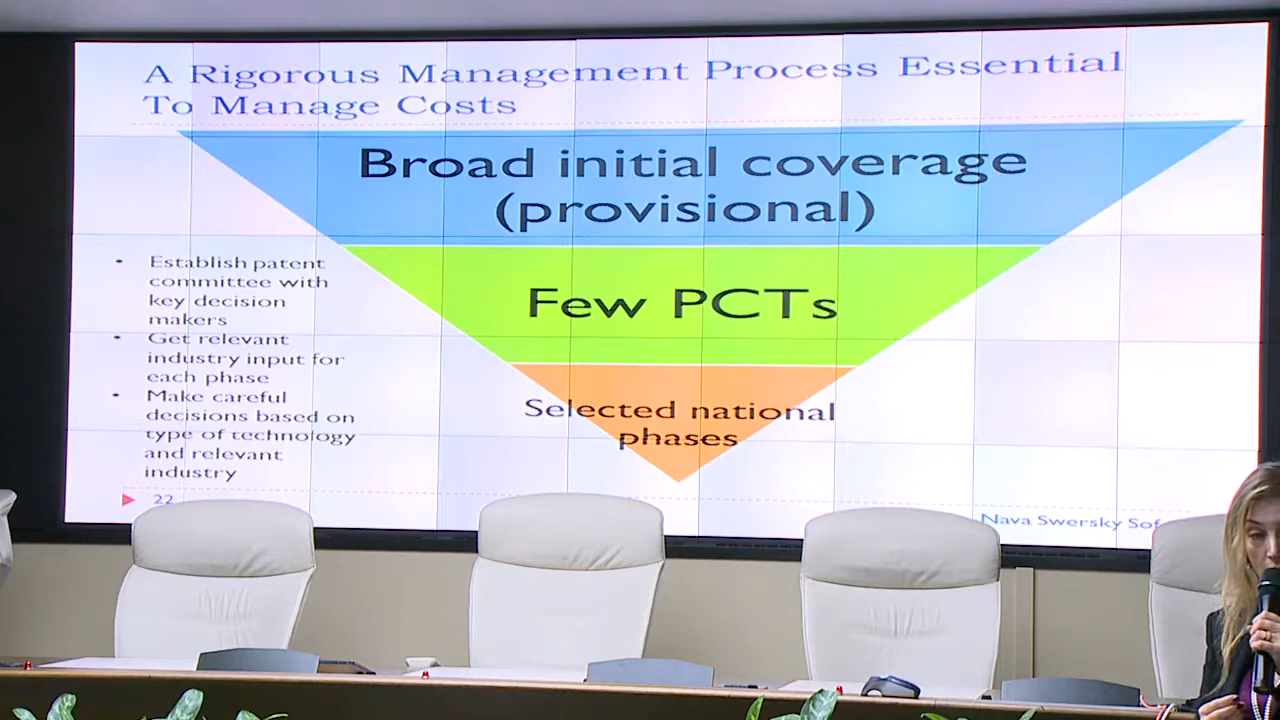 A Rigorous Management Process Essential
To Manage Costs
Broad initial coverage
(provisional)
Few PCTs
Selected national
phases
• Establish patent
committee with
key decision
makers
• Get relevant
industry input for
each phase
• Make careful
decisions based on
type of technology
and relevant
industry
22
Nava Swersky